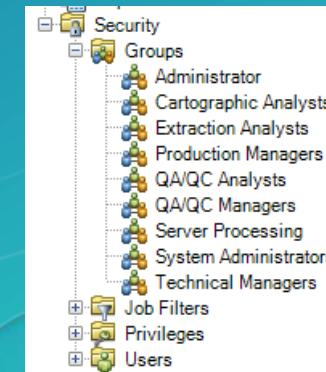 Security
Groups
Administrator
Cartographic Analysts
Extraction Analysts
Production Managers
QA/QC Analysts
QA/QC Managers
Server Processing
System Administrators
Technical Managers
Job Filters
Privileges
Users